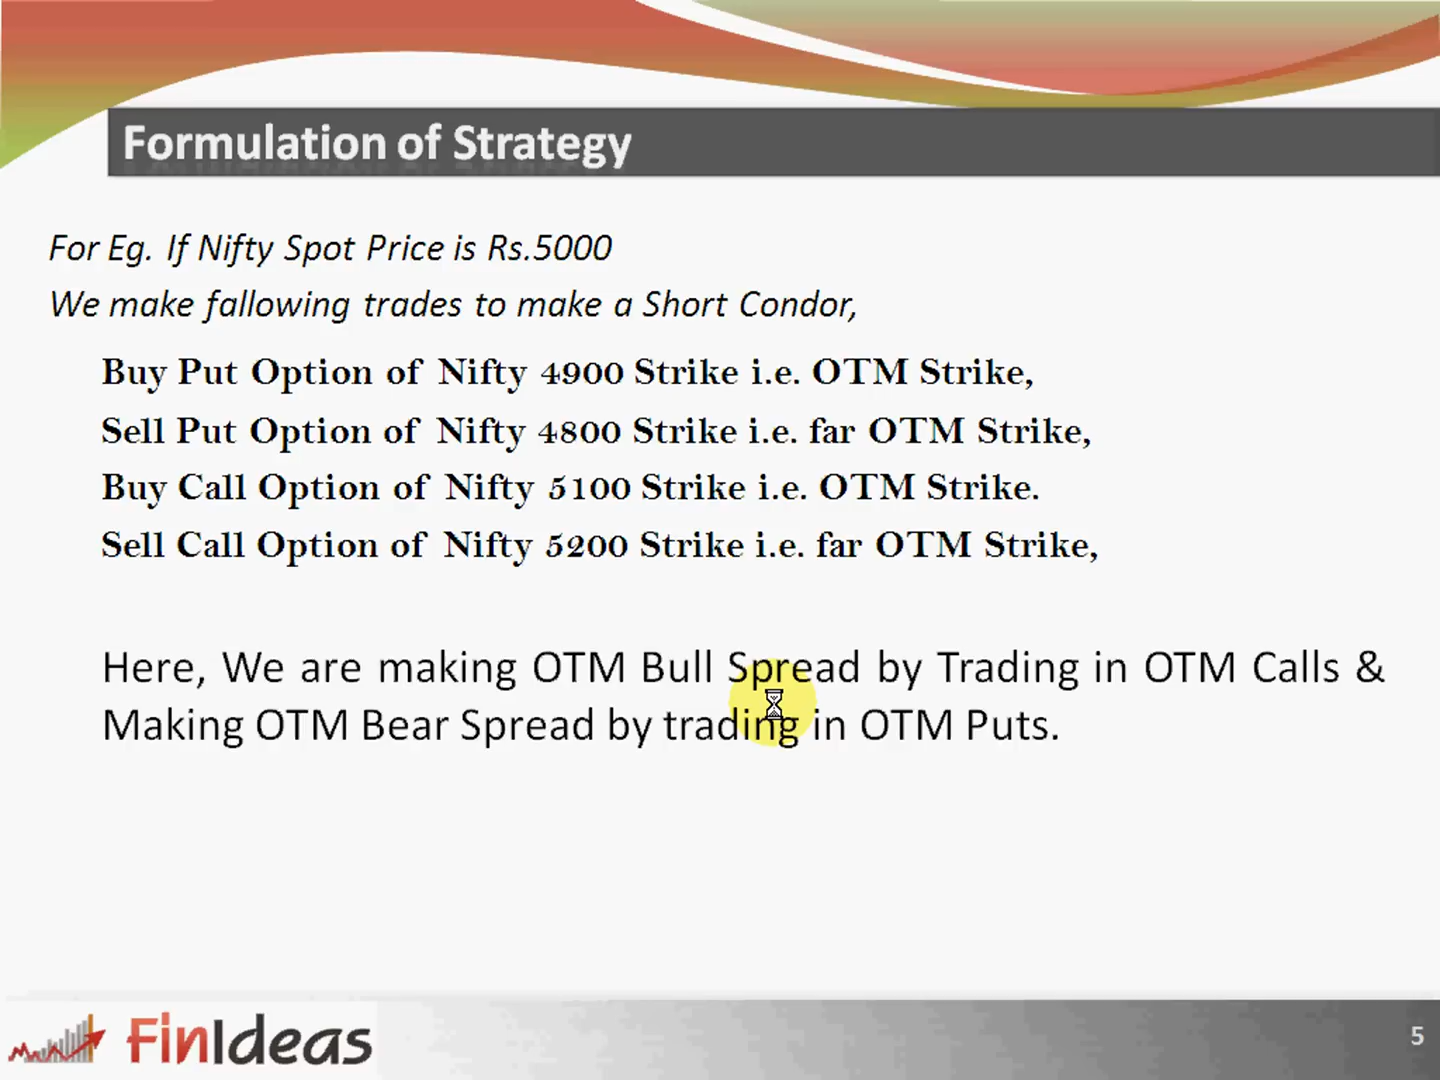 Formulation of Strategy
For Eg. If Nifty Spot Price is Rs.5000
We make fallowing trades to make a Short Condor,
Buy Put Option of Nifty 4900 Strike i.e. OTM Strike,
Sell Put Option of Nifty 4800 Strike i.e. far OTM Strike,
Buy Call Option of Nifty 5100 Strike i.e. OTM Strike.
Sell Call Option of Nifty 5200 Strike i.e. far OTM Strike,
Here, We are making OTM Bull Spread by Trading in OTM Calls &
Making OTM Bear Spread by trading in OTM Puts.
FinIdeas
5